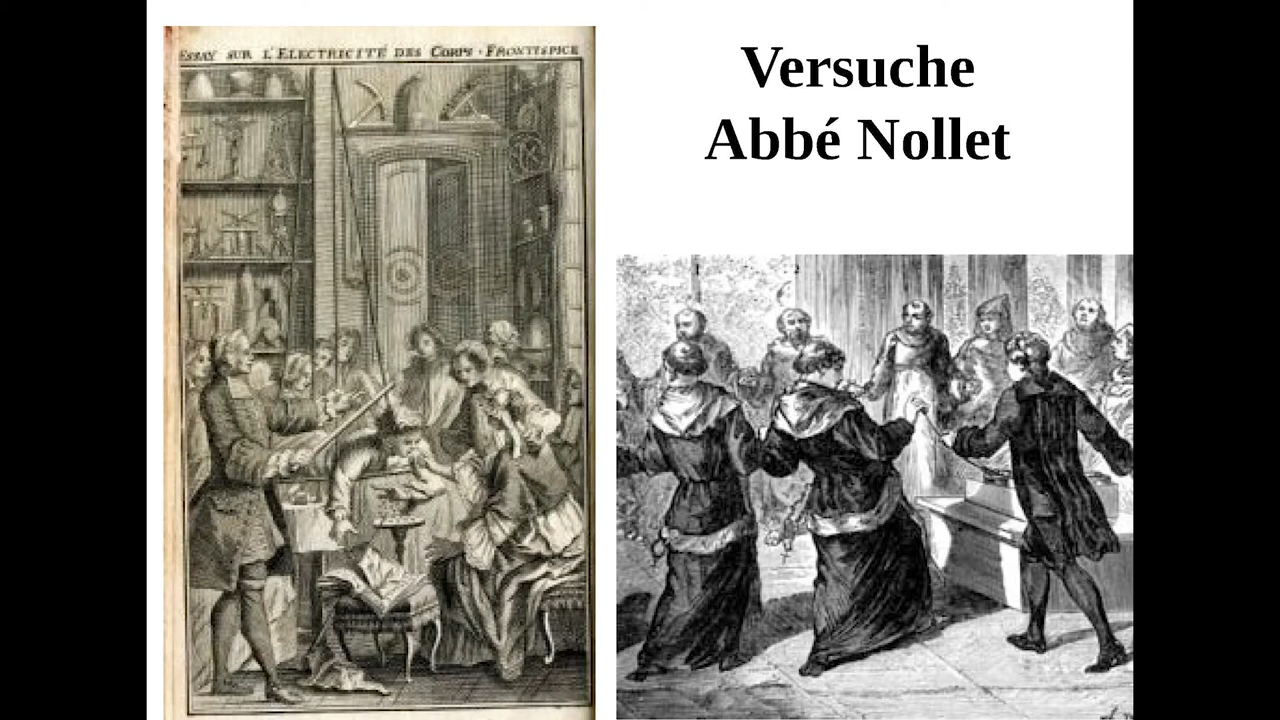 ESSAY SUR L'ELECTRICITÉ DES CORPS · FRONTISPICE
Versuche
Abbé Nollet